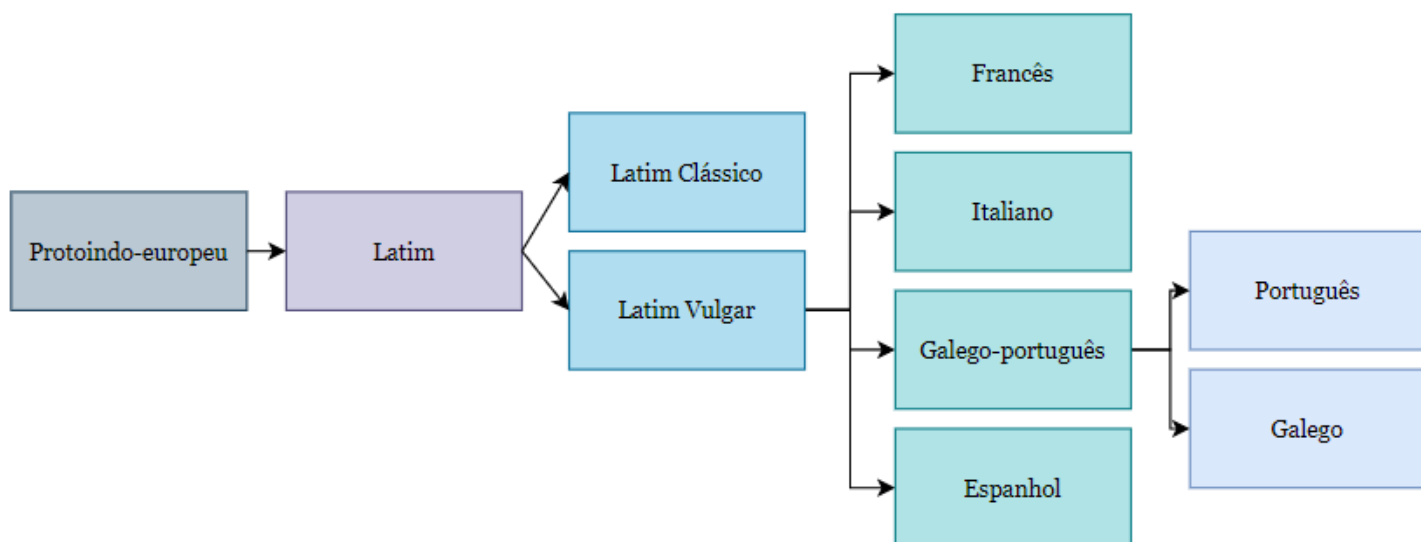 Protoindo-europeu
Latim
Latim Clássico
Latim Vulgar
Francês
Italiano
Galego-português
Espanhol
Português
Galego